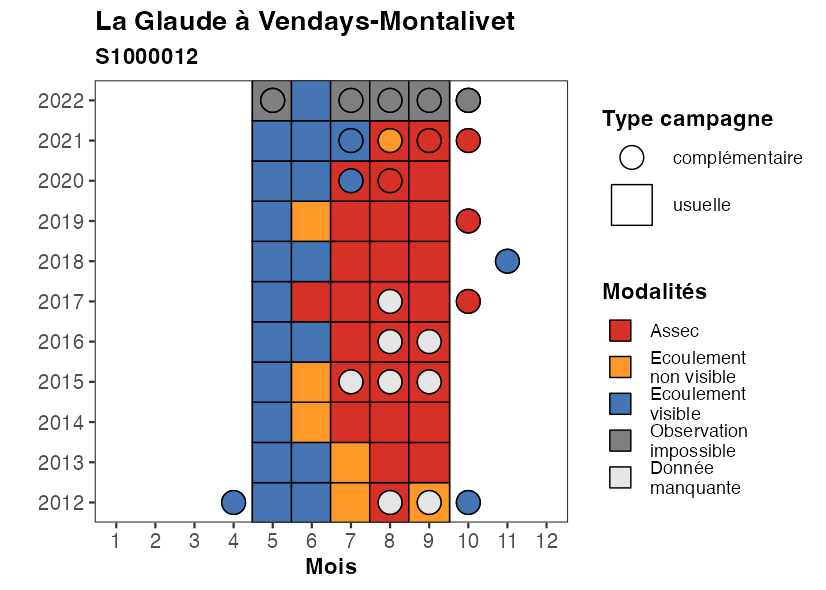 La Glaude à Vendays-Montalivet
S1000012
2022
2021
2020
2019
2018
2017
2016
2015
2014
2013
2012
1 2 3 4 5 6 7 8 9 10 11 12
Mois
Type campagne
complémentaire
usuelle
Modalités
Assec
Ecoulement
non visible
Ecoulement
visible
Observation
impossible
Donnée
manquante